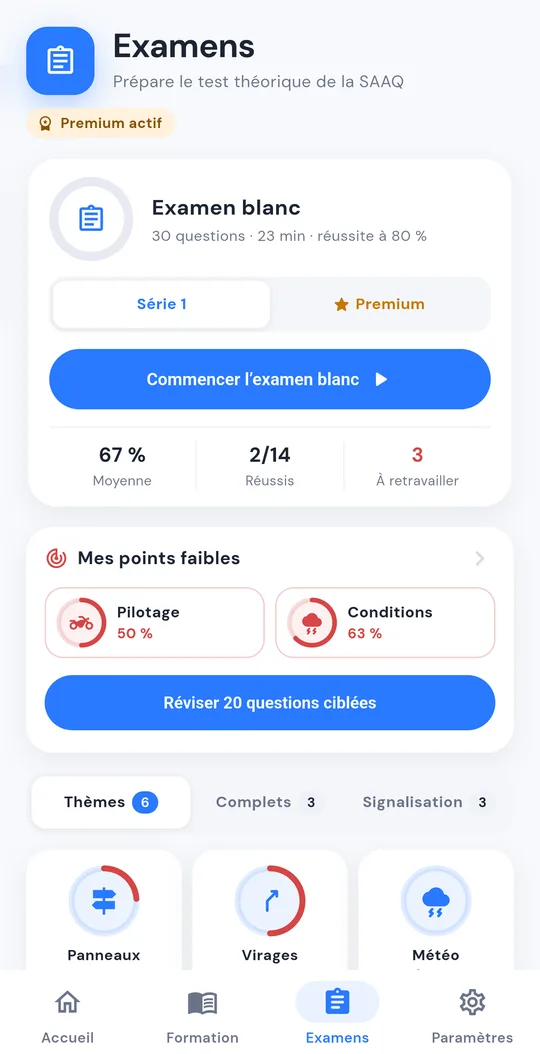 Examens
Prépare le test théorique de la SAAQ
Premium actif
Examen blanc
30 questions · 23 min · réussite à 80 %
Série 1
Premium
Commencer l’examen blanc
67 %
Moyenne
2/14
Réussis
3
À retravailler
Mes points faibles
Pilotage
50 %
Conditions
63 %
Réviser 20 questions ciblées
Thèmes 6
Complets 3
Signalisation 3
Panneaux
Virages
Météo
Accueil
Formation
Examens
Paramètres